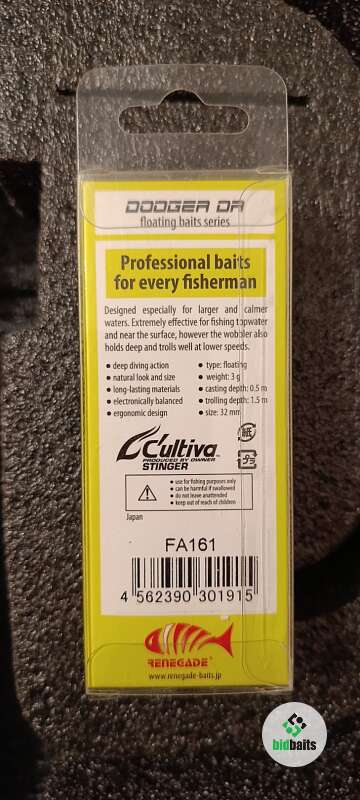 DODGER DR
floating baits series
Professional baits
for every fisherman
Designed especially for larger and calmer
waters. Extremely effective for fishing topwater
and near the surface, however the wobbler also
holds deep and trolls well at lower speeds.
• deep diving action
• natural look and size
• long-lasting materials
• electronically balanced
• ergonomic design
• type: floating
• weight: 3 g
• casting depth: 0.5 m
• trolling depth: 1.5 m
• size: 32 mm
C'ultiva
PRODUCED BY OWNER
STINGER
• use for fishing purposes only
• can be harmful if swallowed
• do not leave unattended
• keep out of reach of children
Japan
紙
プラ
FA161
4 562390 301915
RENEGADE®
www.renegade-baits.jp
bidbaits